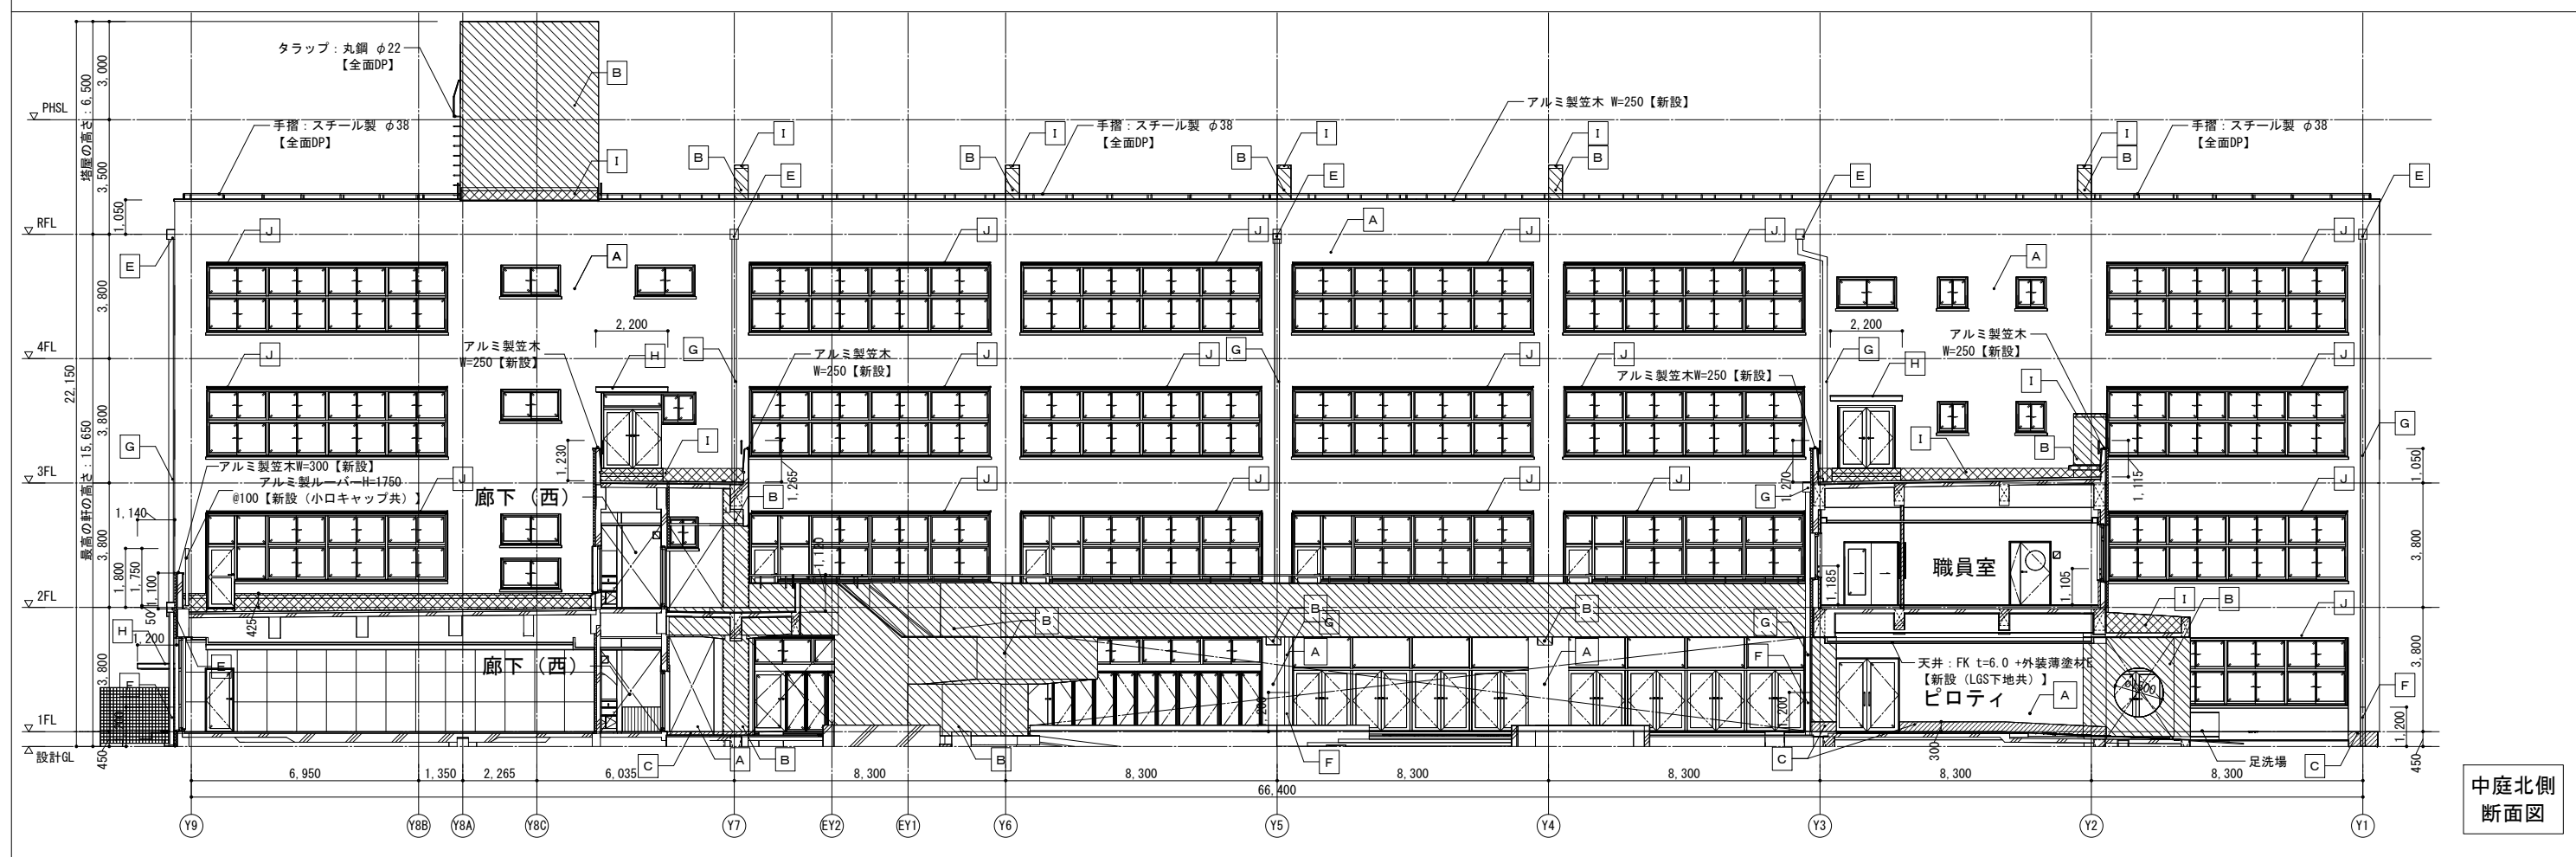 タラップ：丸鋼 φ22
【全面DP】
B
3,000
塔屋の高さ：6,500
PHSL
手摺：スチール製 φ38
【全面DP】
I
B
I
B
I
手摺：スチール製 φ38
【全面DP】
I
B
アルミ製笠木 W=250【新設】
I
B
I
B
手摺：スチール製 φ38
【全面DP】
3,500
E
E
E
E
1,050
RFL
J
A
J
J
A
J
J
A
J
E
3,800
22,150
2,200
2,200
4FL
J
アルミ製笠木
W=250【新設】
H
G
アルミ製笠木
W=250【新設】
J
J
G
J
J
アルミ製笠木W=250【新設】
G
H
アルミ製笠木
W=250【新設】
I
J
3,800
最高の軒の高さ：15,650
G
1,230
I
1,265
1,270
I
B
1,115
G
1,050
3FL
アルミ製笠木W=300【新設】
アルミ製ルーバーH=1750
@100【新設（小口キャップ共）】
J
廊下（西）
B
J
J
J
J
G
J
1,140
3,800
1,800
1,750
1,100
1,120
1,185
職員室
1,105
3,800
2FL
50
425
H
1,200
E
廊下（西）
B
B
G
A
B
A
G
F
I
B
J
天井：FK t=6.0 +外装薄塗材E
【新設（LGS下地共）】
ピロティ
A
3,800
3,800
F
1,200
1,200
1FL
設計GL
450
C
A
B
B
F
C
300
足洗場
C
450
6,950
1,350
2,265
6,035
8,300
8,300
8,300
8,300
8,300
8,300
66,400
Y9
Y8B
Y8A
Y8C
Y7
EY2
EY1
Y6
Y5
Y4
Y3
Y2
Y1
中庭北側
断面図